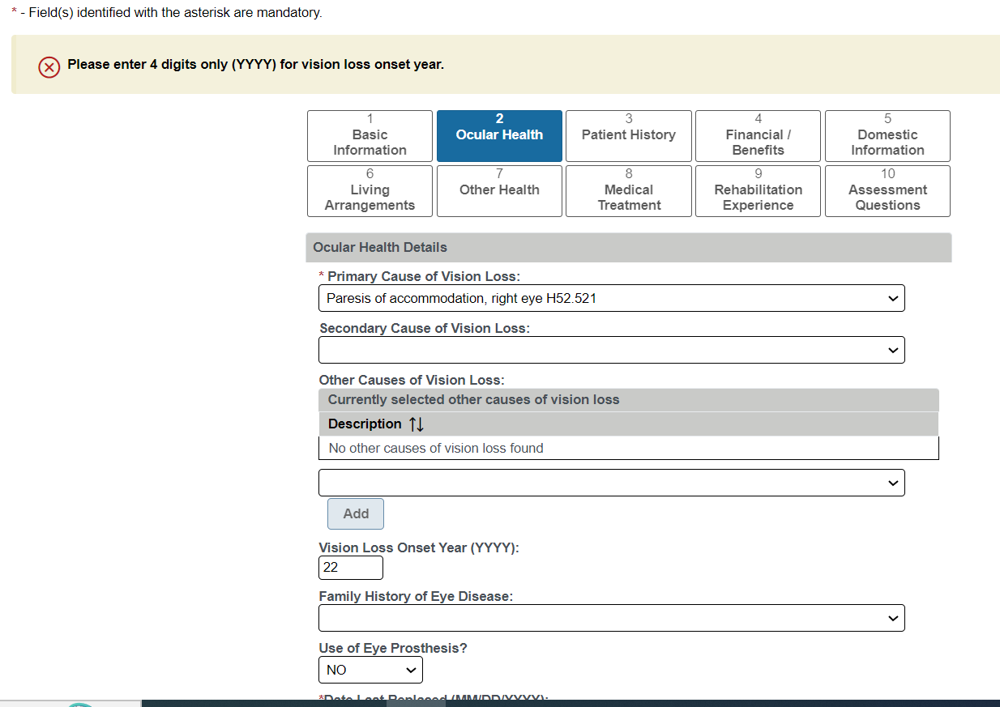 * - Field(s) identified with the asterisk are mandatory.
Please enter 4 digits only (YYYY) for vision loss onset year.
1
Basic
Information
2
Ocular Health
3
Patient History
4
Financial /
Benefits
5
Domestic
Information
6
Living
Arrangements
7
Other Health
8
Medical
Treatment
9
Rehabilitation
Experience
10
Assessment
Questions
Ocular Health Details
* Primary Cause of Vision Loss:
Paresis of accommodation, right eye H52.521
Secondary Cause of Vision Loss:
Other Causes of Vision Loss:
Currently selected other causes of vision loss
Description
No other causes of vision loss found
Add
Vision Loss Onset Year (YYYY):
22
Family History of Eye Disease:
Use of Eye Prosthesis?
NO
*Date Last Replaced (MM/DD/YYYY):